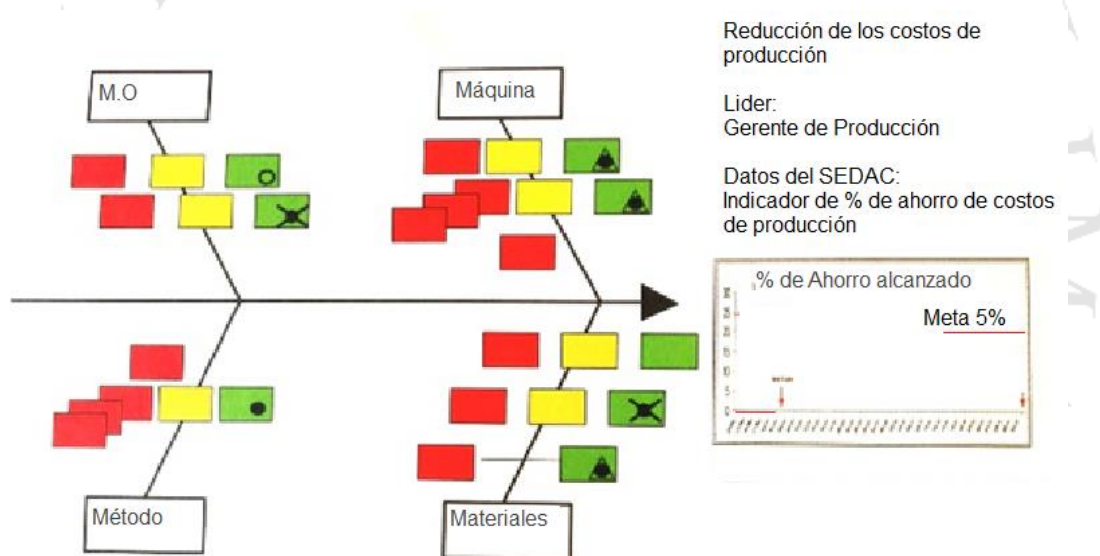 M.O
Máquina
Método
Materiales
Reducción de los costos de
producción
Lider:
Gerente de Producción
Datos del SEDAC:
Indicador de % de ahorro de costos
de producción
% de Ahorro alcanzado
Meta 5%